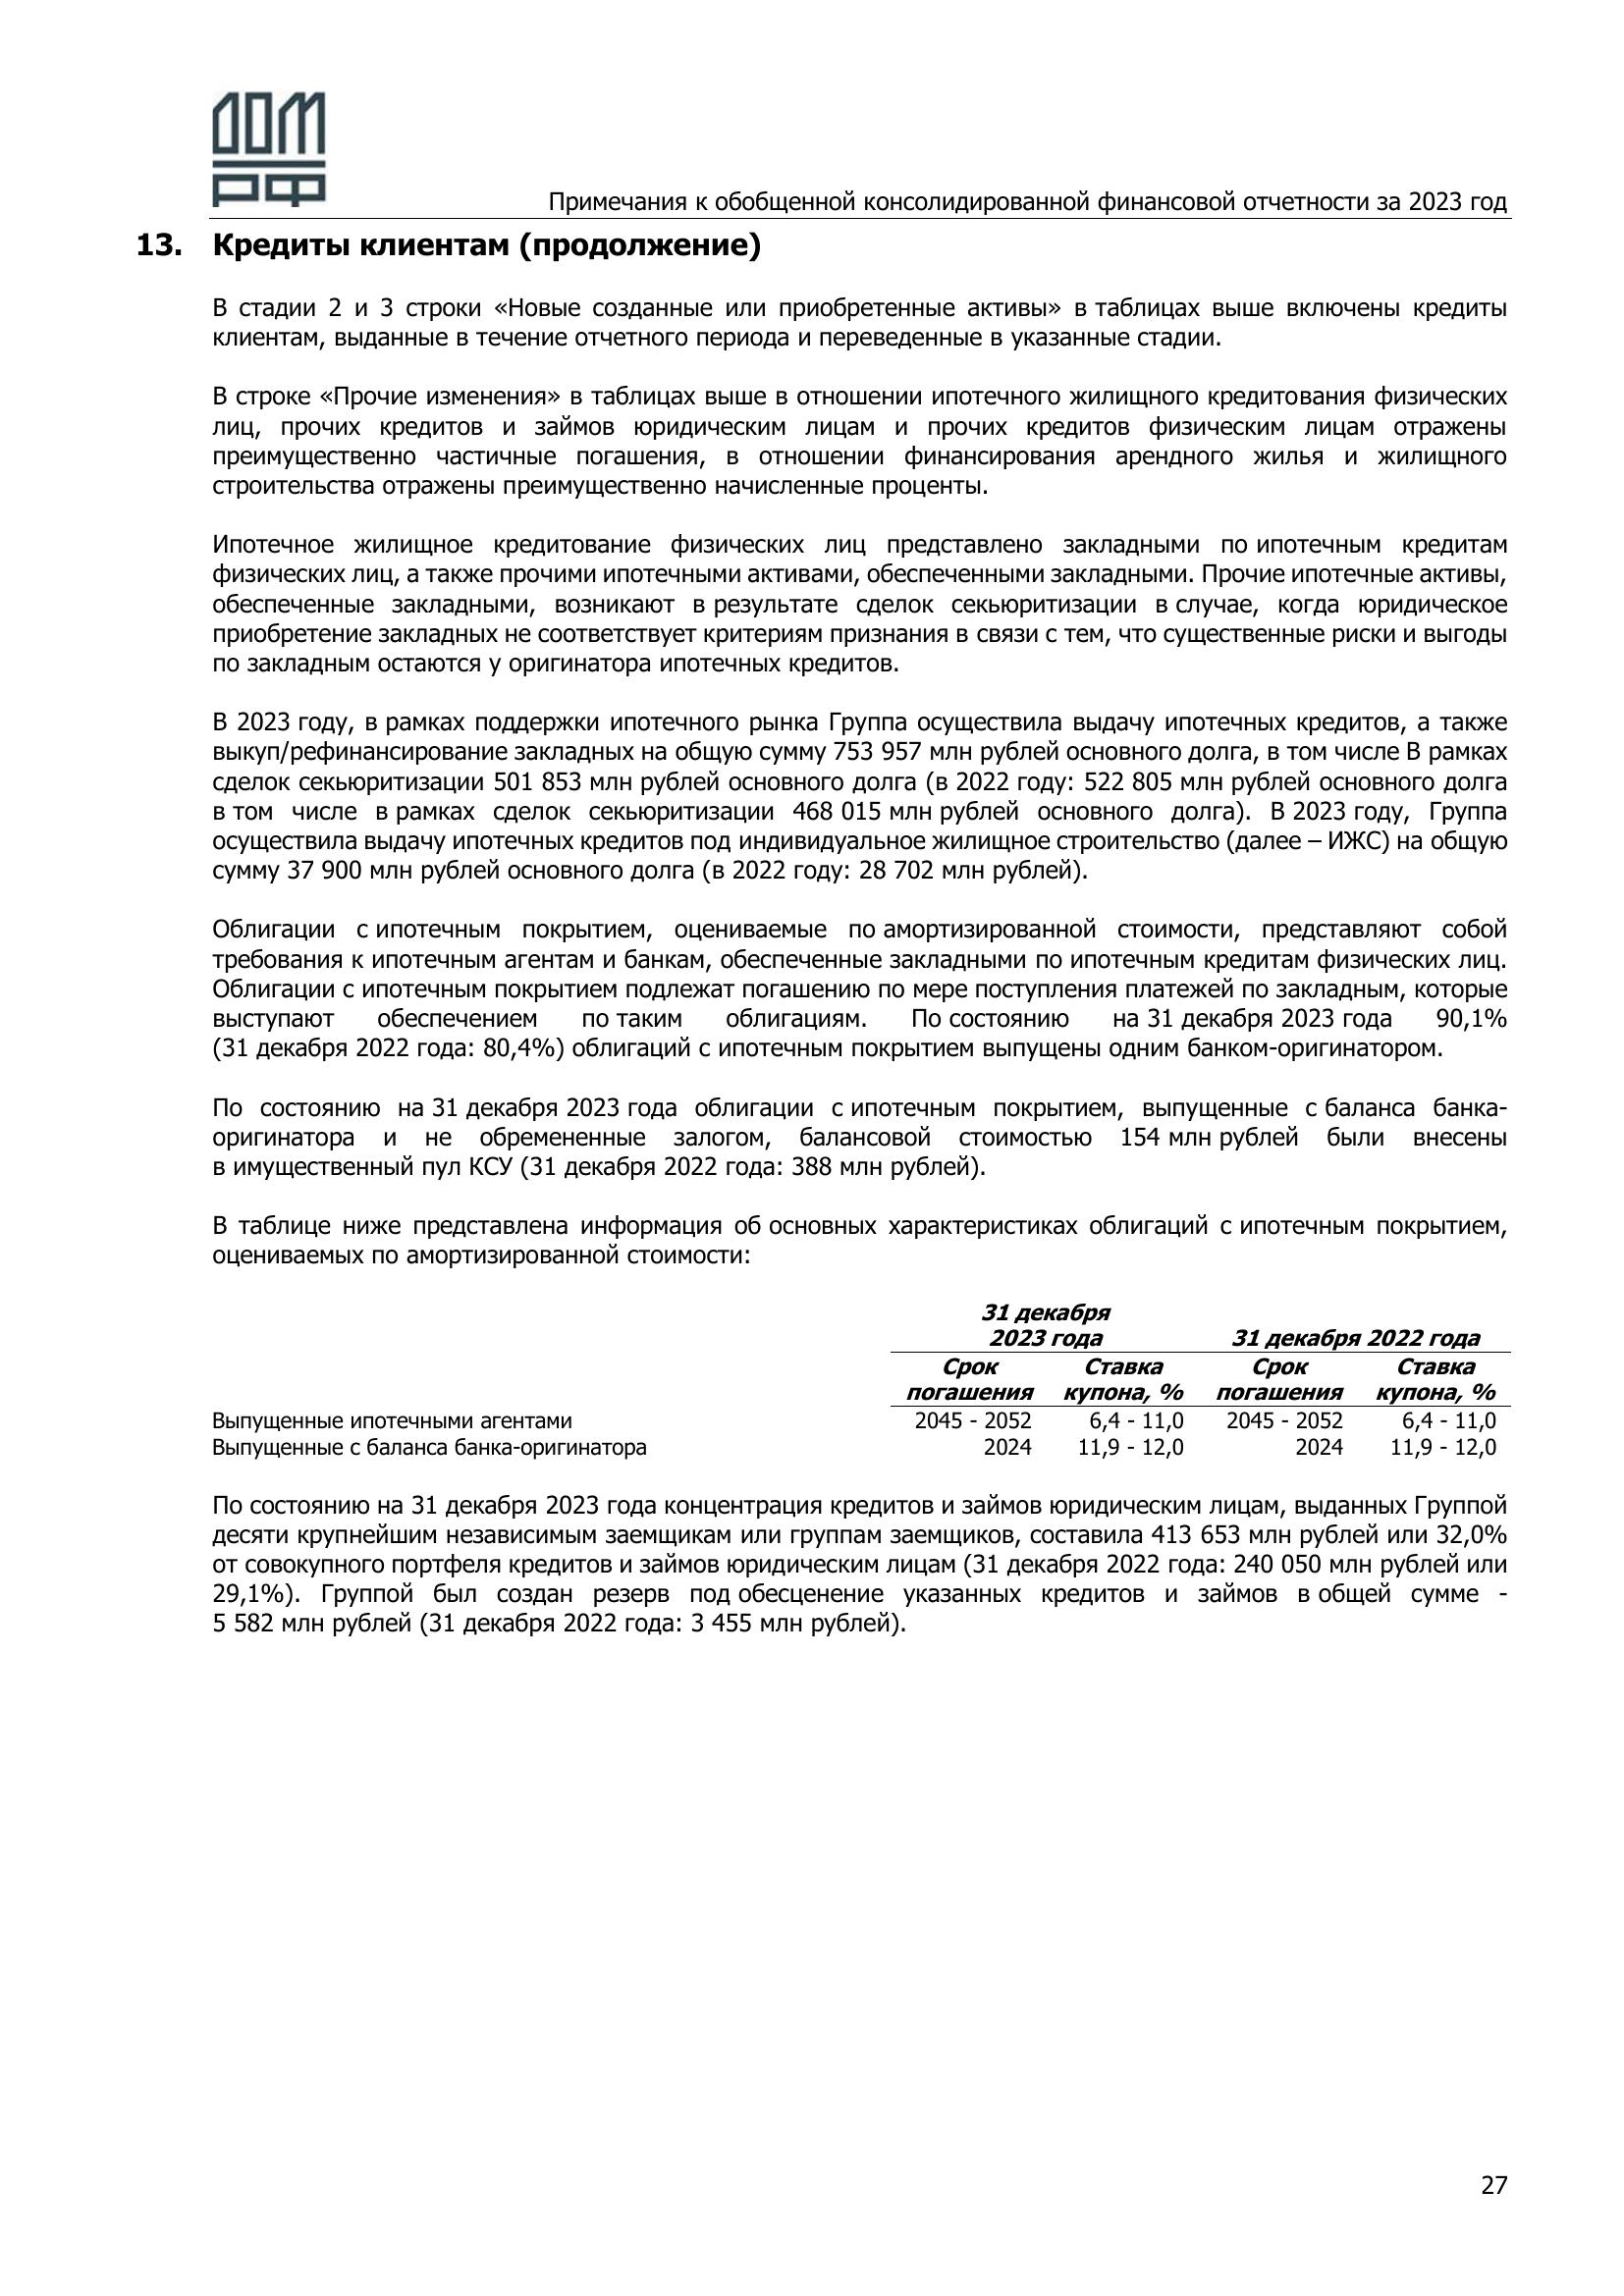 ДОМ
РФ
Примечания к обобщенной консолидированной финансовой отчетности за 2023 год
13. Кредиты клиентам (продолжение)
В стадии 2 и 3 строки «Новые созданные или приобретенные активы» в таблицах выше включены кредиты
клиентам, выданные в течение отчетного периода и переведенные в указанные стадии.
В строке «Прочие изменения» в таблицах выше в отношении ипотечного жилищного кредитования физических
лиц, прочих кредитов и займов юридическим лицам и прочих кредитов физическим лицам отражены
преимущественно частичные погашения, в отношении финансирования арендного жилья и жилищного
строительства отражены преимущественно начисленные проценты.
Ипотечное жилищное кредитование физических лиц представлено закладными по ипотечным кредитам
физических лиц, а также прочими ипотечными активами, обеспеченными закладными. Прочие ипотечные активы,
обеспеченные закладными, возникают в результате сделок секьюритизации в случае, когда юридическое
приобретение закладных не соответствует критериям признания в связи с тем, что существенные риски и выгоды
по закладным остаются у оригинатора ипотечных кредитов.
В 2023 году, в рамках поддержки ипотечного рынка Группа осуществила выдачу ипотечных кредитов, а также
выкуп/рефинансирование закладных на общую сумму 753 957 млн рублей основного долга, в том числе В рамках
сделок секьюритизации 501 853 млн рублей основного долга (в 2022 году: 522 805 млн рублей основного долга
в том числе в рамках сделок секьюритизации 468 015 млн рублей основного долга). В 2023 году, Группа
осуществила выдачу ипотечных кредитов под индивидуальное жилищное строительство (далее – ИЖС) на общую
сумму 37 900 млн рублей основного долга (в 2022 году: 28 702 млн рублей).
Облигации с ипотечным покрытием, оцениваемые по амортизированной стоимости, представляют собой
требования к ипотечным агентам и банкам, обеспеченные закладными по ипотечным кредитам физических лиц.
Облигации с ипотечным покрытием подлежат погашению по мере поступления платежей по закладным, которые
выступают обеспечением по таким облигациям. По состоянию на 31 декабря 2023 года 90,1%
(31 декабря 2022 года: 80,4%) облигаций с ипотечным покрытием выпущены одним банком-оригинатором.
По состоянию на 31 декабря 2023 года облигации с ипотечным покрытием, выпущенные с баланса банка-
оригинатора и не обремененные залогом, балансовой стоимостью 154 млн рублей были внесены
в имущественный пул КСУ (31 декабря 2022 года: 388 млн рублей).
В таблице ниже представлена информация об основных характеристиках облигаций с ипотечным покрытием,
оцениваемых по амортизированной стоимости:
31 декабря
2023 года 31 декабря 2022 года
Срок Ставка Срок Ставка
погашения купона, % погашения купона, %
Выпущенные ипотечными агентами 2045 - 2052 6,4 - 11,0 2045 - 2052 6,4 - 11,0
Выпущенные с баланса банка-оригинатора 2024 11,9 - 12,0 2024 11,9 - 12,0
По состоянию на 31 декабря 2023 года концентрация кредитов и займов юридическим лицам, выданных Группой
десяти крупнейшим независимым заемщикам или группам заемщиков, составила 413 653 млн рублей или 32,0%
от совокупного портфеля кредитов и займов юридическим лицам (31 декабря 2022 года: 240 050 млн рублей или
29,1%). Группой был создан резерв под обесценение указанных кредитов и займов в общей сумме -
5 582 млн рублей (31 декабря 2022 года: 3 455 млн рублей).
27